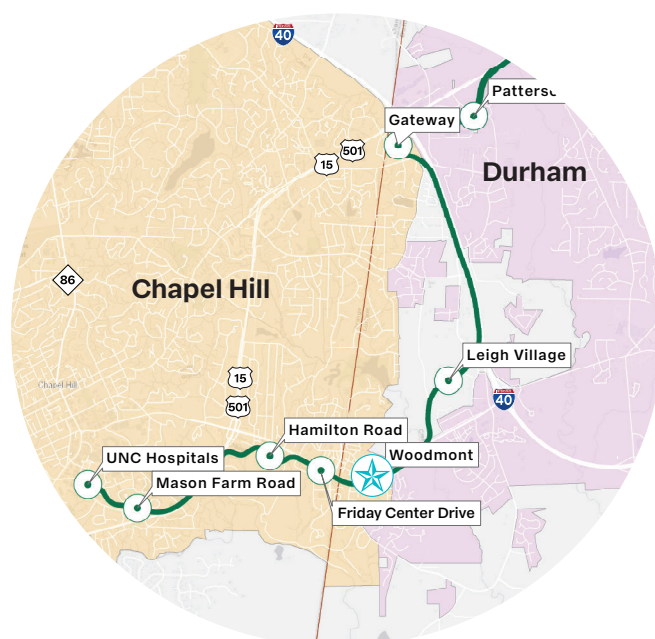 40
Patters
Gateway
501
15
Durham
86
Chapel Hill
Leigh Village
15
Chapel Hill
40
501
Hamilton Road
Woodmont
UNC Hospitals
Mason Farm Road
Friday Center Drive